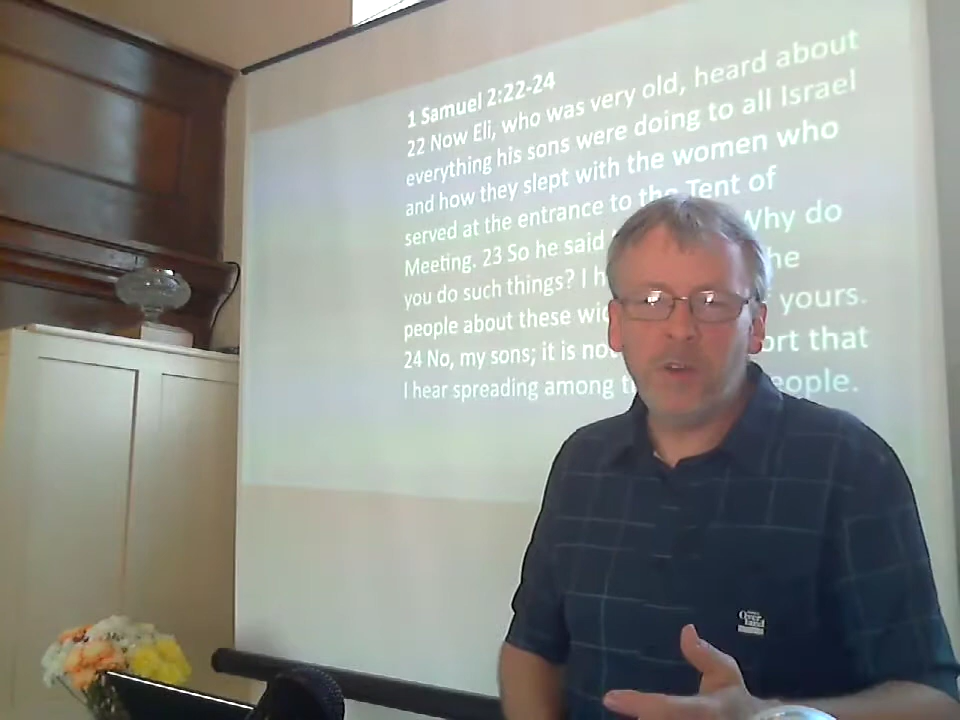 1 Samuel 2:22-24
22 Now Eli, who was very old, heard about
everything his sons were doing to all Israel
and how they slept with the women who
served at the entrance to the Tent of
Meeting. 23 So he said Why do
you do such things? I he
people about these yours.
24 No, my sons; it is that
I hear spreading among